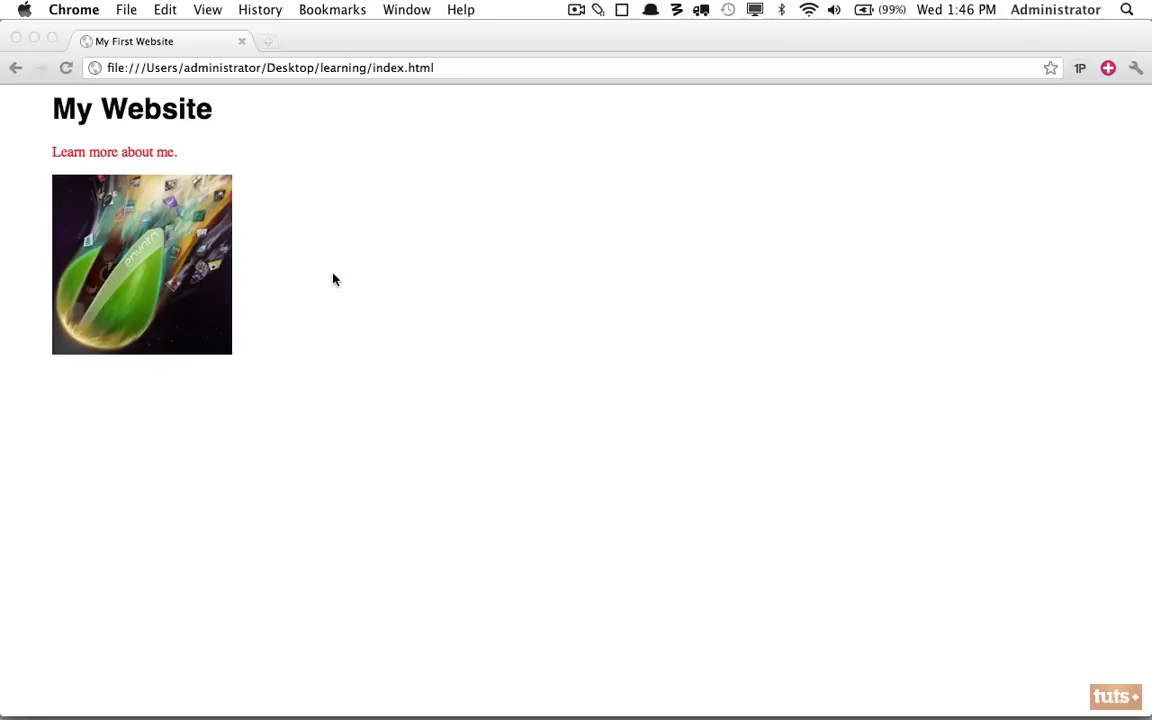 Chrome File Edit View History Bookmarks Window Help (99%) Wed 1:46 PM Administrator
My First Website
file:///Users/administrator/Desktop/learning/index.html 1P
My Website
Learn more about me.
envato
tuts+